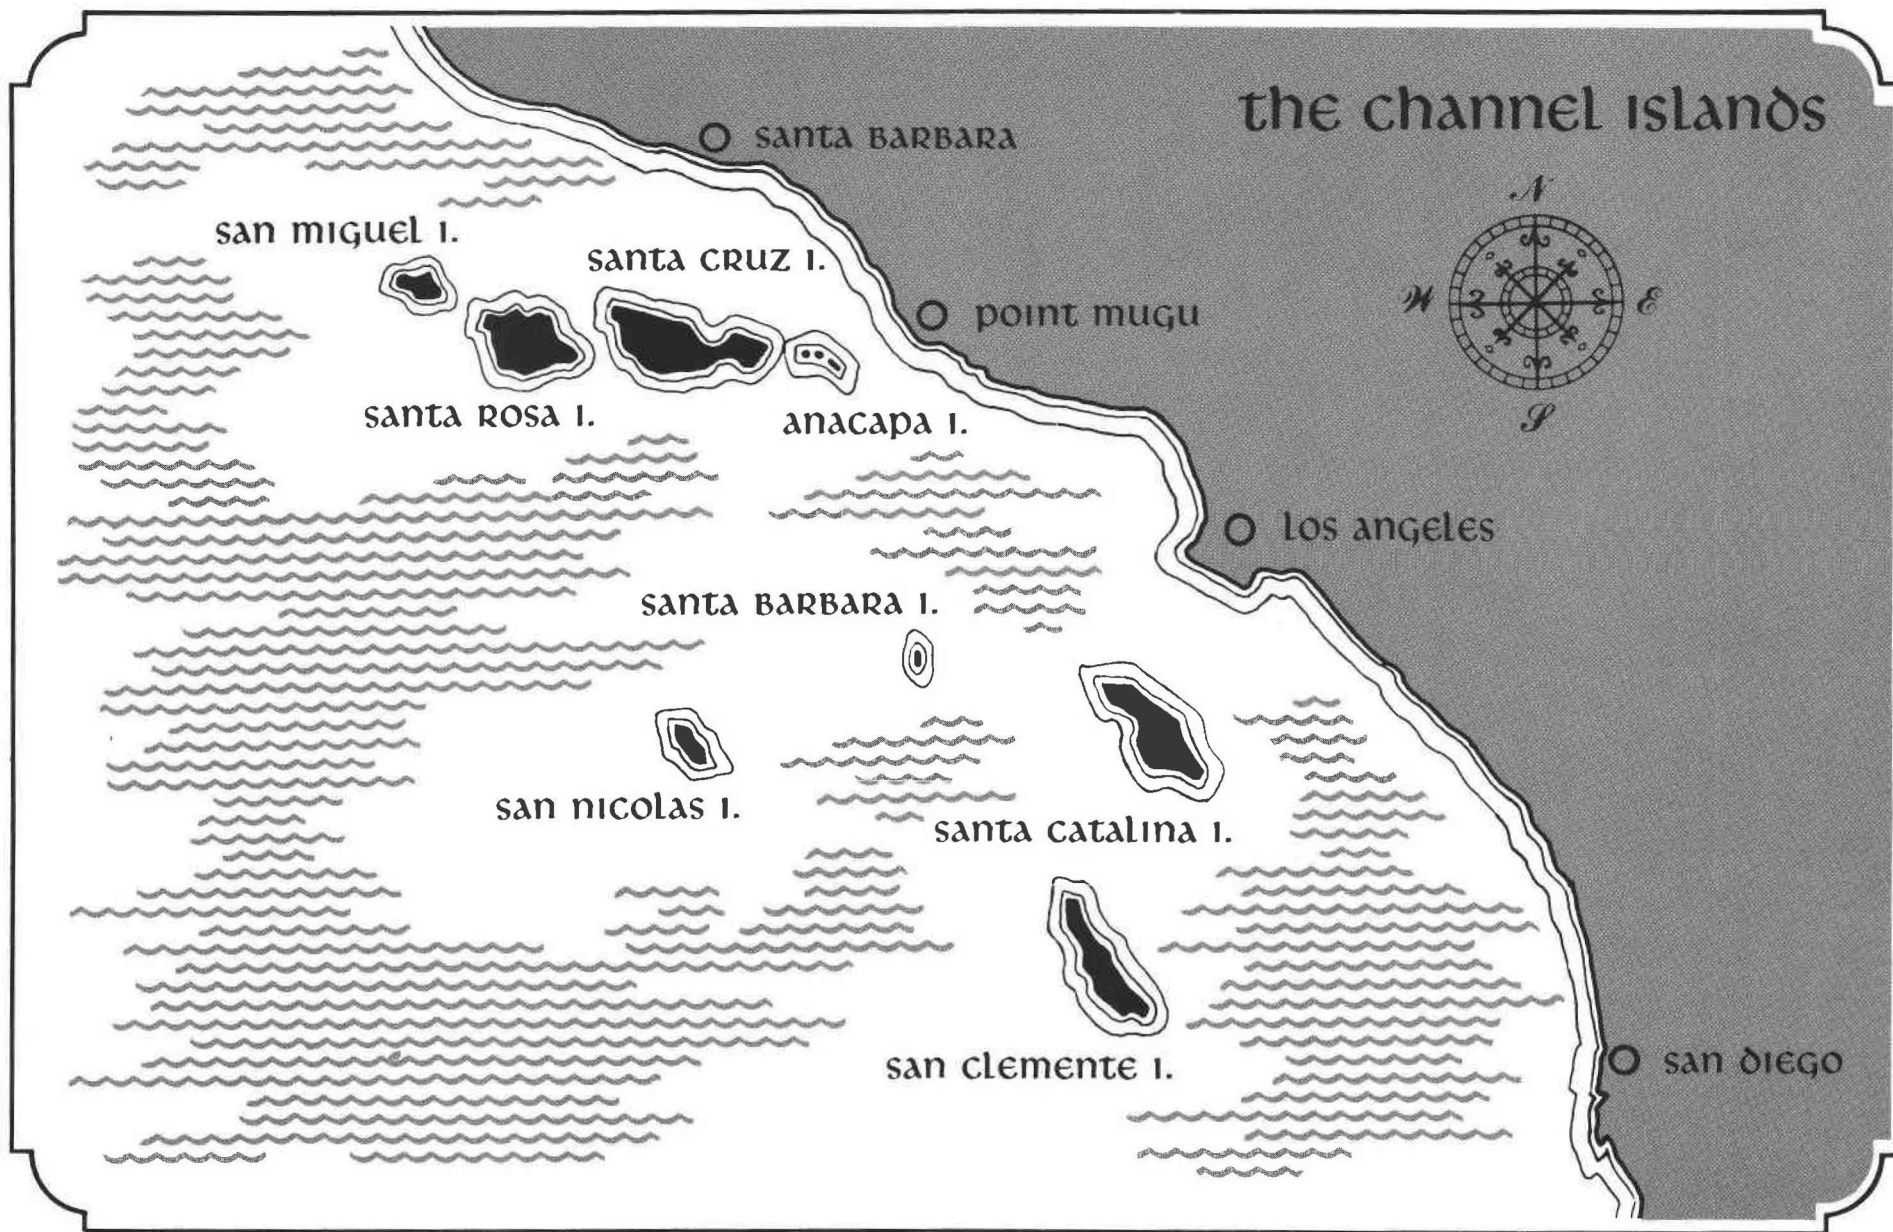 the channel islands
santa barbara
N
san miguel i.
santa cruz i.
W
E
point mugu
santa rosa i.
anacapa i.
S
los angeles
santa barbara i.
san nicolas i.
santa catalina i.
san clemente i.
san diego